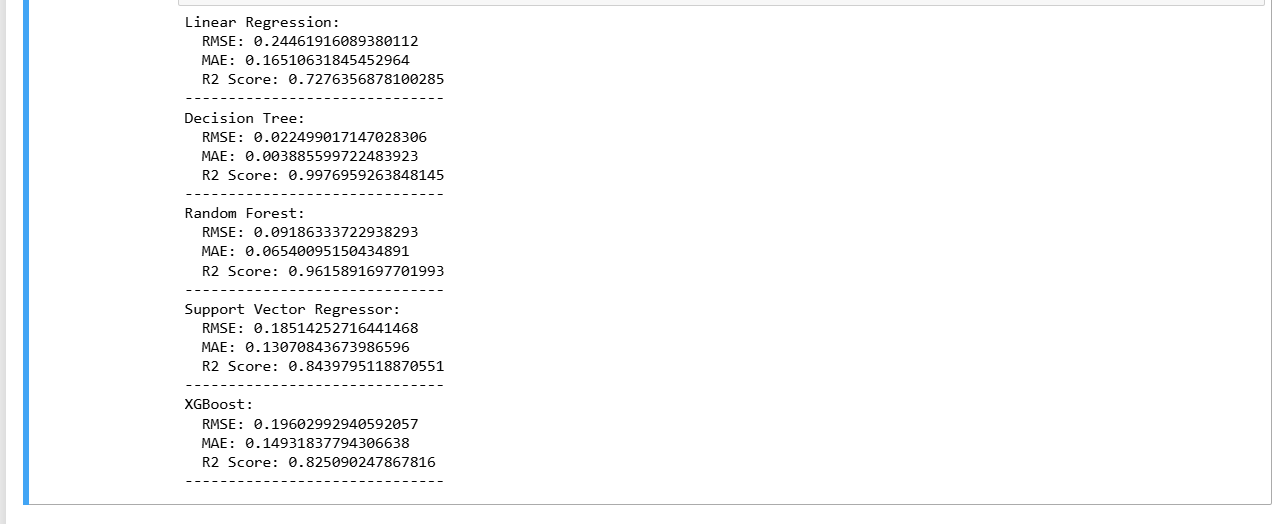 Linear Regression:
RMSE: 0.24461916089380112
MAE: 0.16510631845452964
R2 Score: 0.7276356878100285
------------------------------
Decision Tree:
RMSE: 0.022499017147028306
MAE: 0.003885599722483923
R2 Score: 0.9976959263848145
------------------------------
Random Forest:
RMSE: 0.09186333722938293
MAE: 0.06540095150434891
R2 Score: 0.9615891697701993
------------------------------
Support Vector Regressor:
RMSE: 0.18514252716441468
MAE: 0.13070843673986596
R2 Score: 0.8439795118870551
------------------------------
XGBoost:
RMSE: 0.19602992940592057
MAE: 0.14931837794306638
R2 Score: 0.825090247867816
------------------------------